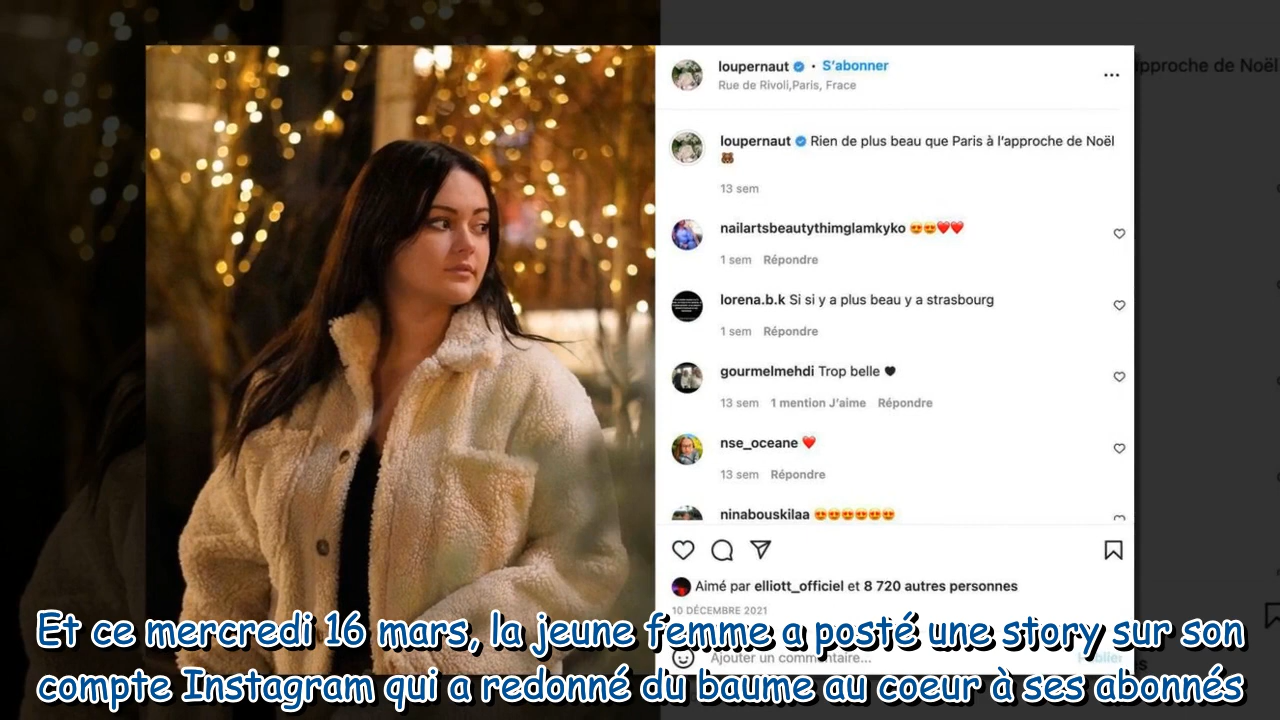 loupernaut • S'abonner
Rue de Rivoli,Paris, Frace
pproche de Noël
loupernaut Rien de plus beau que Paris à l'approche de Noël
🐻
13 sem
nailartsbeautythimglamkyko 😍😍❤️❤️
1 sem Répondre
lorena.b.k Si si y a plus beau y a strasbourg
1 sem Répondre
gourmelmehdi Trop belle 🖤
13 sem 1 mention J'aime Répondre
nse_oceane ❤️
13 sem Répondre
ninabouskilaa 😍😍😍😍😍😍
Aimé par elliott_officiel et 8 720 autres personnes
10 DÉCEMBRE 2021
Ajouter un commentaire... Publier
Et ce mercredi 16 mars, la jeune femme a posté une story sur son
compte Instagram qui a redonné du baume au coeur à ses abonnés